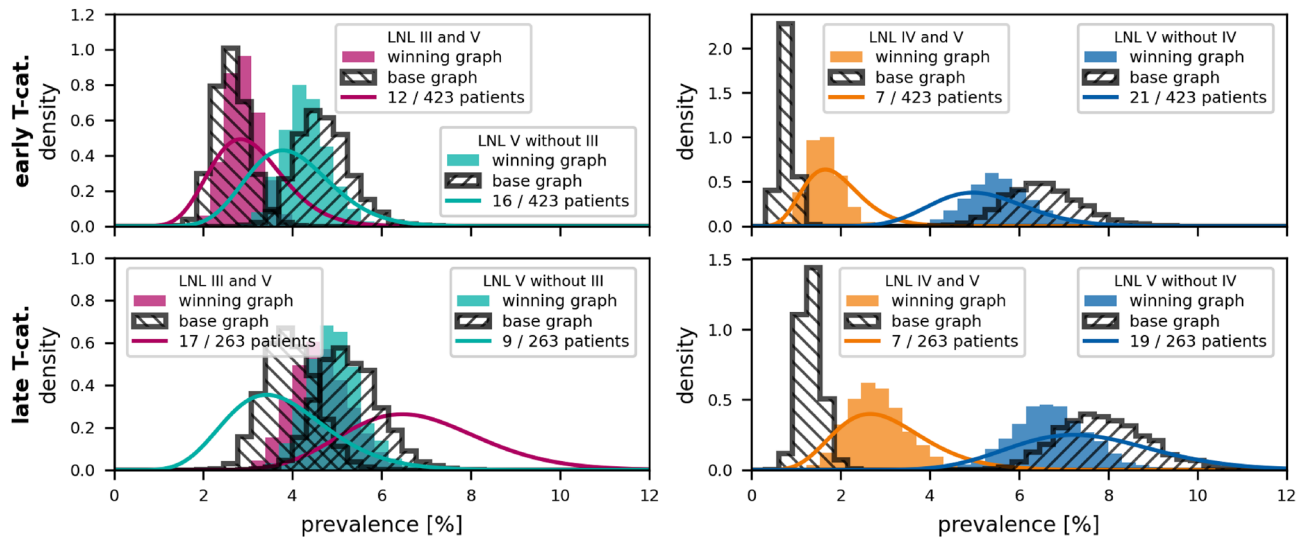 early T-cat.
density
1.2
1.0
0.8
0.6
0.4
0.2
0.0
LNL III and V
winning graph
base graph
12 / 423 patients
LNL V without III
winning graph
base graph
16 / 423 patients
density
2.0
1.5
1.0
0.5
0.0
LNL IV and V
winning graph
base graph
7 / 423 patients
LNL V without IV
winning graph
base graph
21 / 423 patients
late T-cat.
density
1.0
0.8
0.6
0.4
0.2
0.0
LNL III and V
winning graph
base graph
17 / 263 patients
LNL V without III
winning graph
base graph
9 / 263 patients
0 2 4 6 8 10 12
prevalence [%]
density
1.5
1.0
0.5
0.0
LNL IV and V
winning graph
base graph
7 / 263 patients
LNL V without IV
winning graph
base graph
19 / 263 patients
0 2 4 6 8 10 12
prevalence [%]